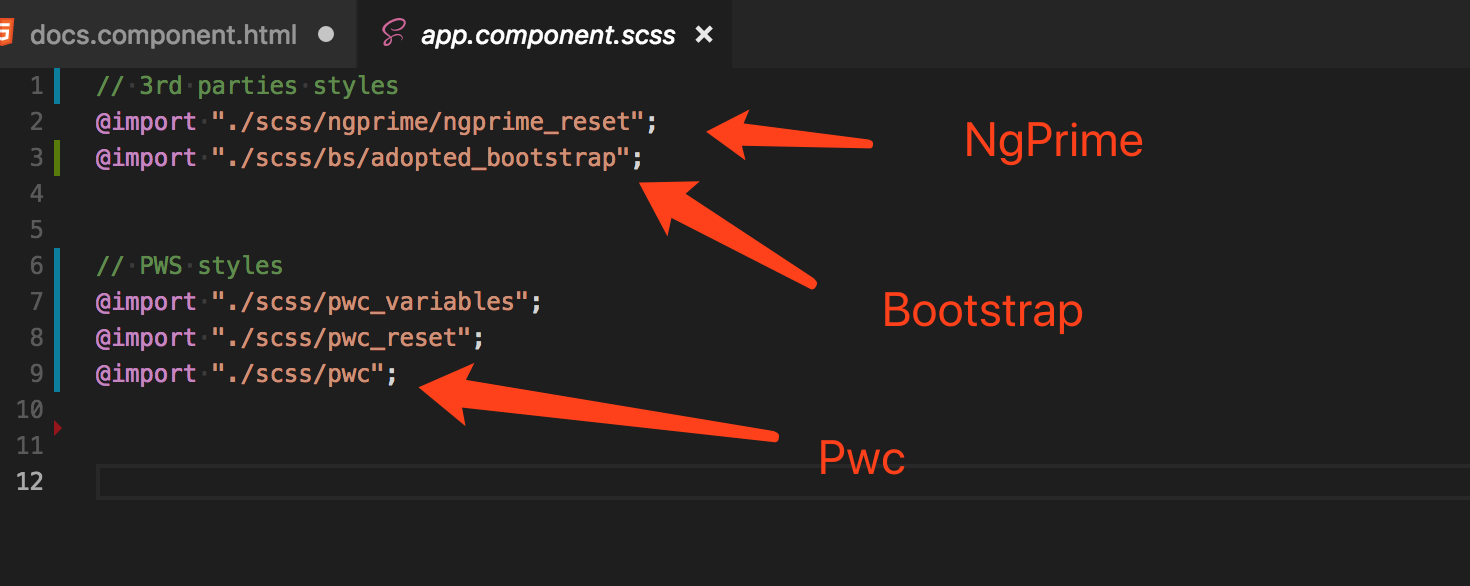 docs.component.html
app.component.scss
1 // 3rd parties styles
2 @import "./scss/ngprime/ngprime_reset";
NgPrime
3 @import "./scss/bs/adopted_bootstrap";
4
5
6 // PWS styles
7 @import "./scss/pwc_variables";
Bootstrap
8 @import "./scss/pwc_reset";
9 @import "./scss/pwc";
10
11
Pwc
12